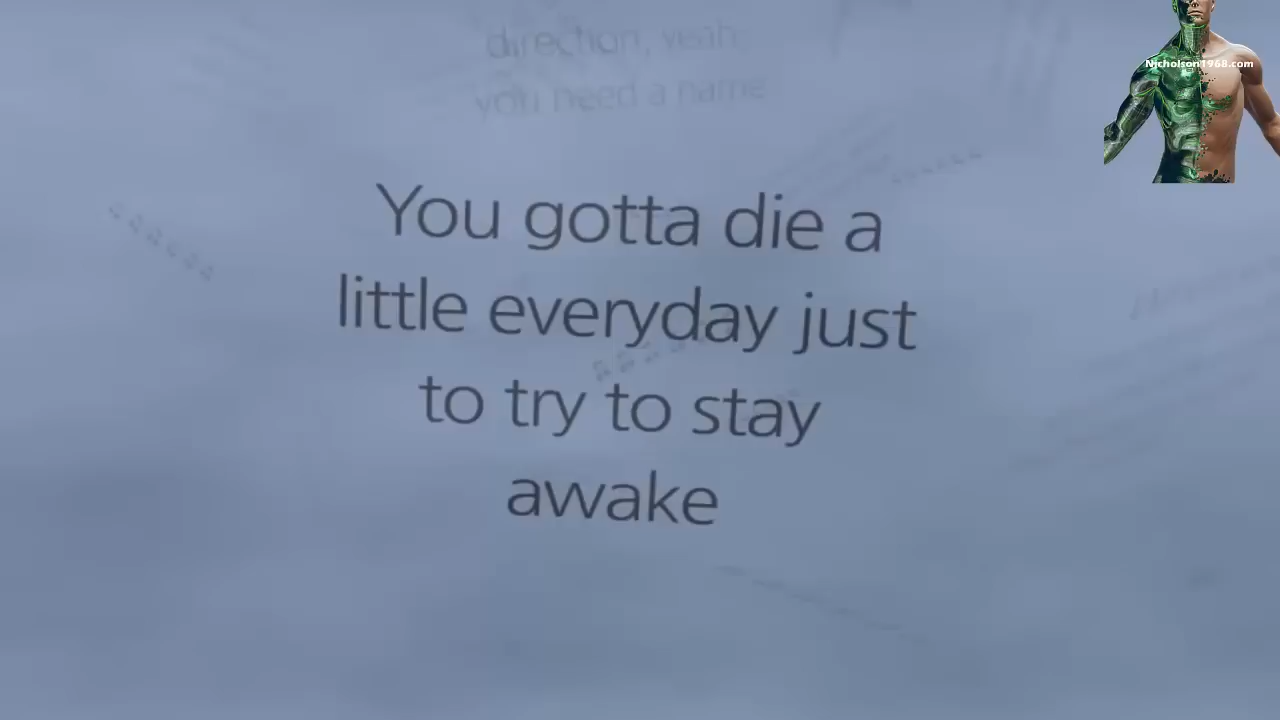 direction, yeah
you need a name
Nicholson1968.com
You gotta die a
little everyday just
to try to stay
awake